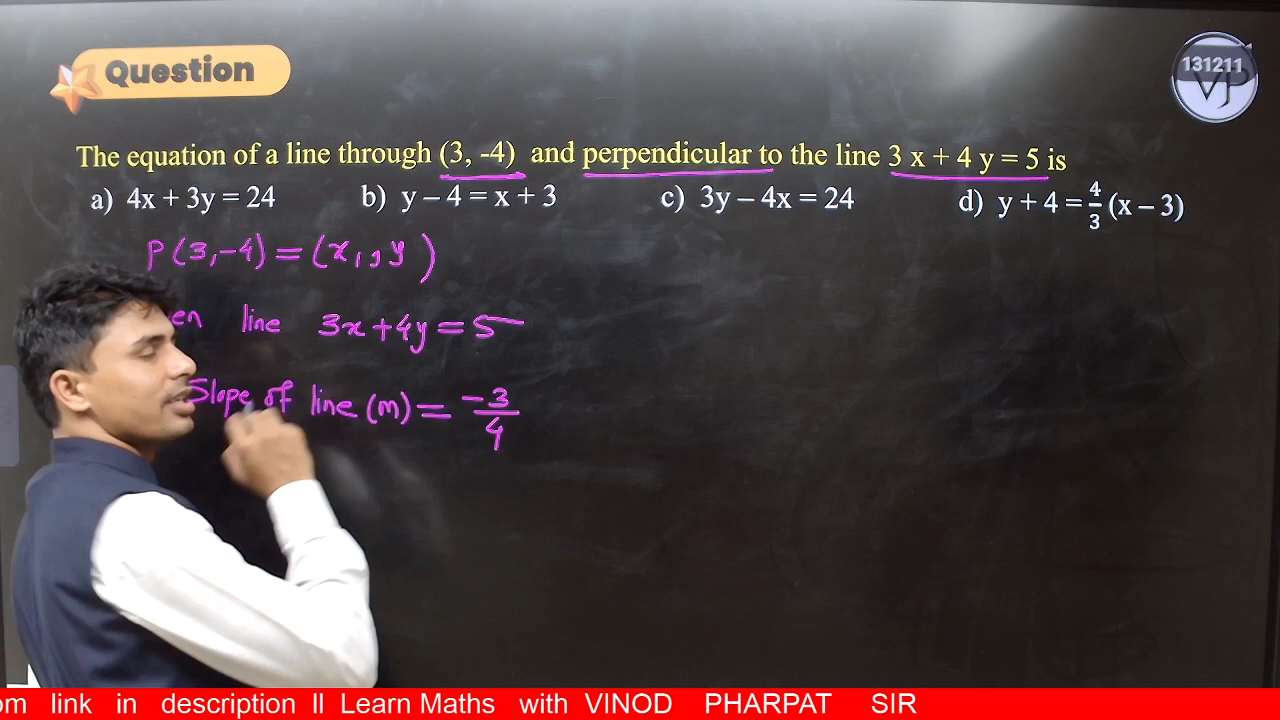 Question
131211
VP
The equation of a line through (3, -4) and perpendicular to the line 3 x + 4 y = 5 is
a) 4x + 3y = 24 b) y – 4 = x + 3 c) 3y – 4x = 24 d) y + 4 = 4/3 (x – 3)
P(3,-4) = (x₁, y )
en line 3x+4y=5
Slope of line (m) = -3/4
om link in description ll Learn Maths with VINOD PHARPAT SIR